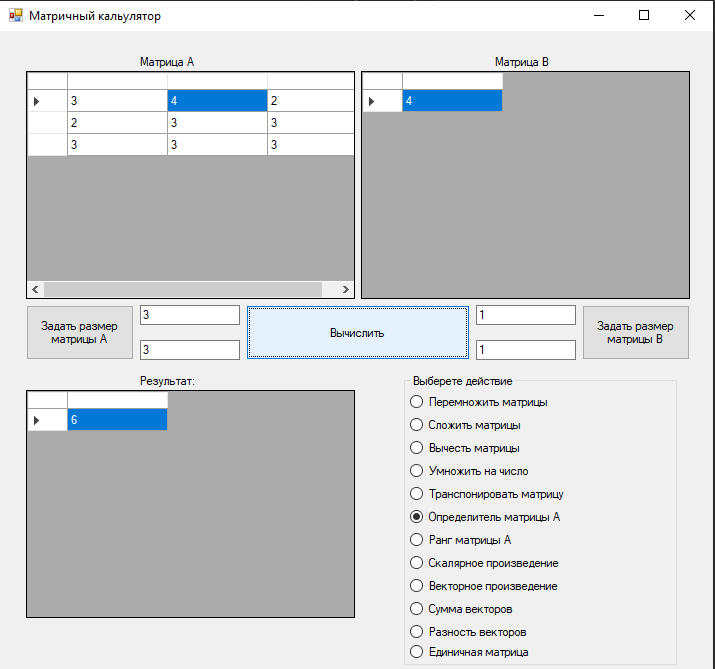 Матричный кальулятор
Матрица А
Матрица В
3 4 2
2 3 3
3 3 3
4
Задать размер матрицы А
3
3
Вычислить
1
1
Задать размер матрицы В
Результат:
6
Выберете действие
Перемножить матрицы
Сложить матрицы
Вычесть матрицы
Умножить на число
Транспонировать матрицу
Определитель матрицы А
Ранг матрицы А
Скалярное произведение
Векторное произведение
Сумма векторов
Разность векторов
Единичная матрица